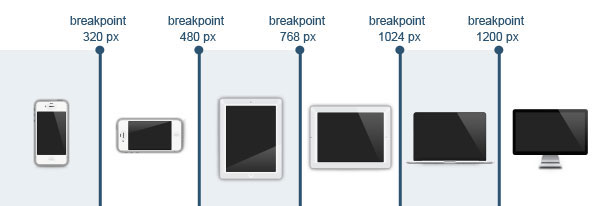 breakpoint
320 px
breakpoint
480 px
breakpoint
768 px
breakpoint
1024 px
breakpoint
1200 px